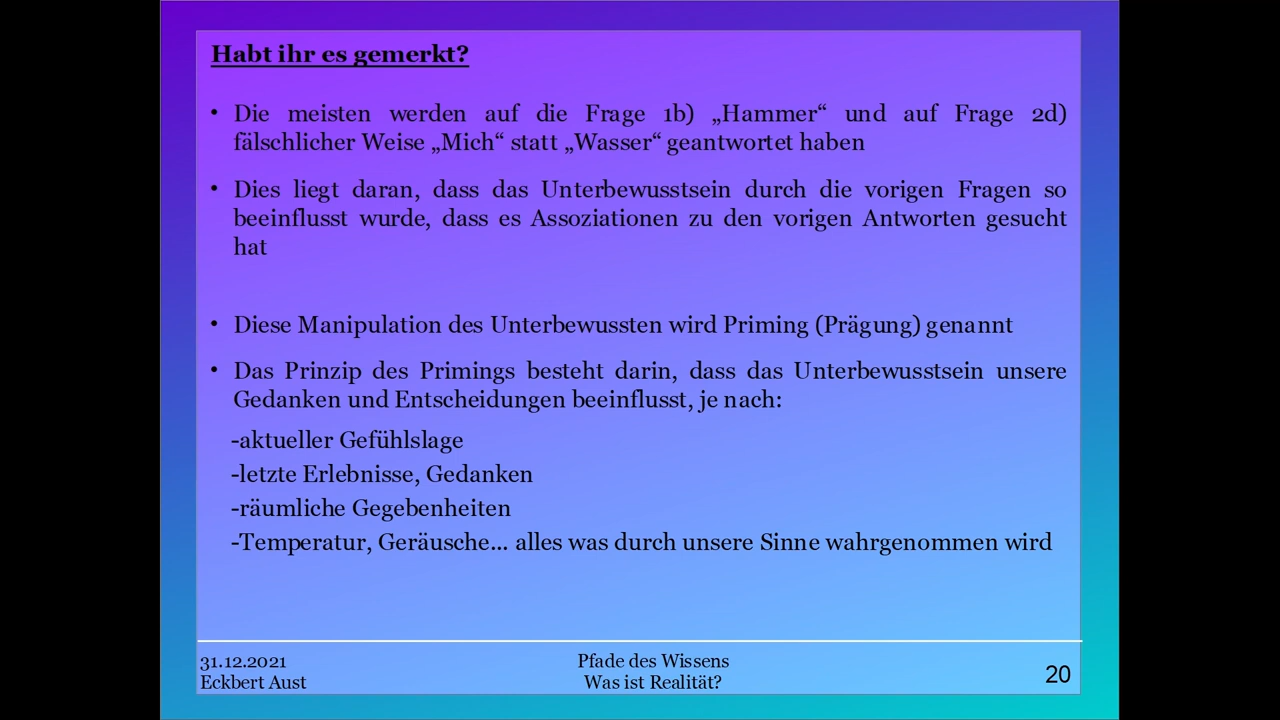 Habt ihr es gemerkt?
• Die meisten werden auf die Frage 1b) „Hammer“ und auf Frage 2d)
fälschlicher Weise „Mich“ statt „Wasser“ geantwortet haben
• Dies liegt daran, dass das Unterbewusstsein durch die vorigen Fragen so
beeinflusst wurde, dass es Assoziationen zu den vorigen Antworten gesucht
hat
• Diese Manipulation des Unterbewussten wird Priming (Prägung) genannt
• Das Prinzip des Primings besteht darin, dass das Unterbewusstsein unsere
Gedanken und Entscheidungen beeinflusst, je nach:
-aktueller Gefühlslage
-letzte Erlebnisse, Gedanken
-räumliche Gegebenheiten
-Temperatur, Geräusche... alles was durch unsere Sinne wahrgenommen wird
31.12.2021
Eckbert Aust
Pfade des Wissens
Was ist Realität?
20